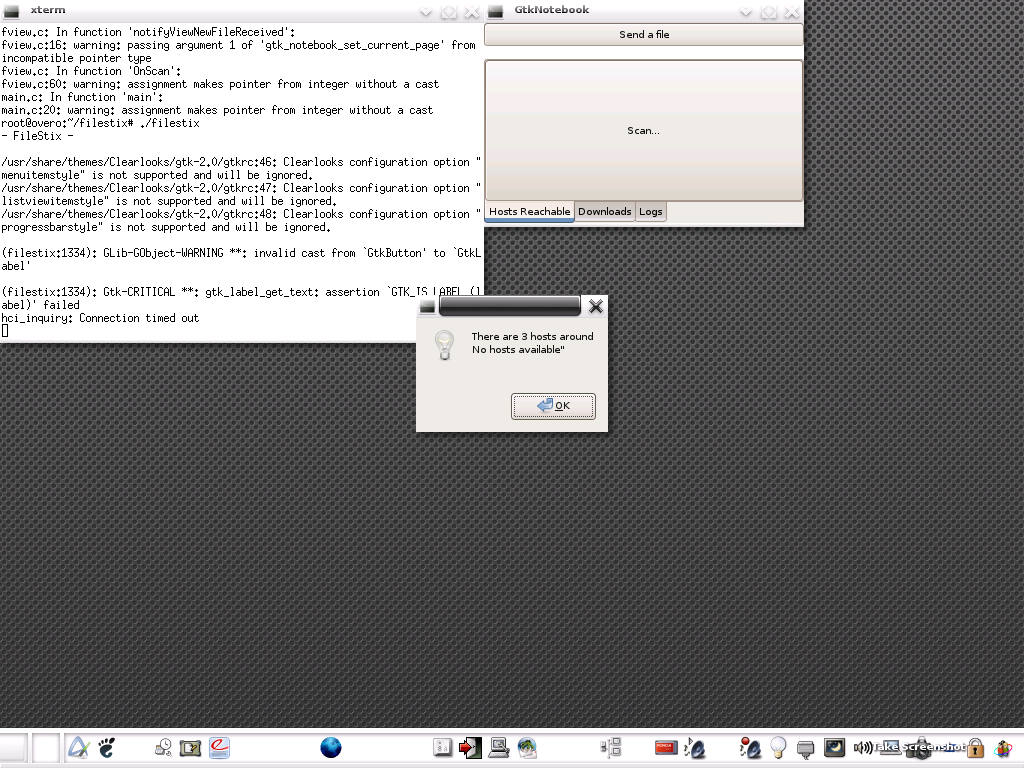 xterm
fview.c: In function 'notifyViewNewFileReceived':
fview.c:16: warning: passing argument 1 of 'gtk_notebook_set_current_page' from
incompatible pointer type
fview.c: In function 'OnScan':
fview.c:60: warning: assignment makes pointer from integer without a cast
main.c: In function 'main':
main.c:20: warning: assignment makes pointer from integer without a cast
root@overo:~/filestix# ./filestix
- FileStix -
/usr/share/themes/Clearlooks/gtk-2.0/gtkrc:46: Clearlooks configuration option "
menuitemstyle" is not supported and will be ignored.
/usr/share/themes/Clearlooks/gtk-2.0/gtkrc:47: Clearlooks configuration option "
listviewitemstyle" is not supported and will be ignored.
/usr/share/themes/Clearlooks/gtk-2.0/gtkrc:48: Clearlooks configuration option "
progressbarstyle" is not supported and will be ignored.
(filestix:1334): GLib-GObject-WARNING **: invalid cast from `GtkButton' to `GtkL
abel'
(filestix:1334): Gtk-CRITICAL **: gtk_label_get_text: assertion `GTK_IS_LABEL (l
abel)' failed
hci_inquiry: Connection timed out
GtkNotebook
Send a file
Scan...
Hosts Reachable Downloads Logs
There are 3 hosts around
No hosts available"
OK
Take Screenshot